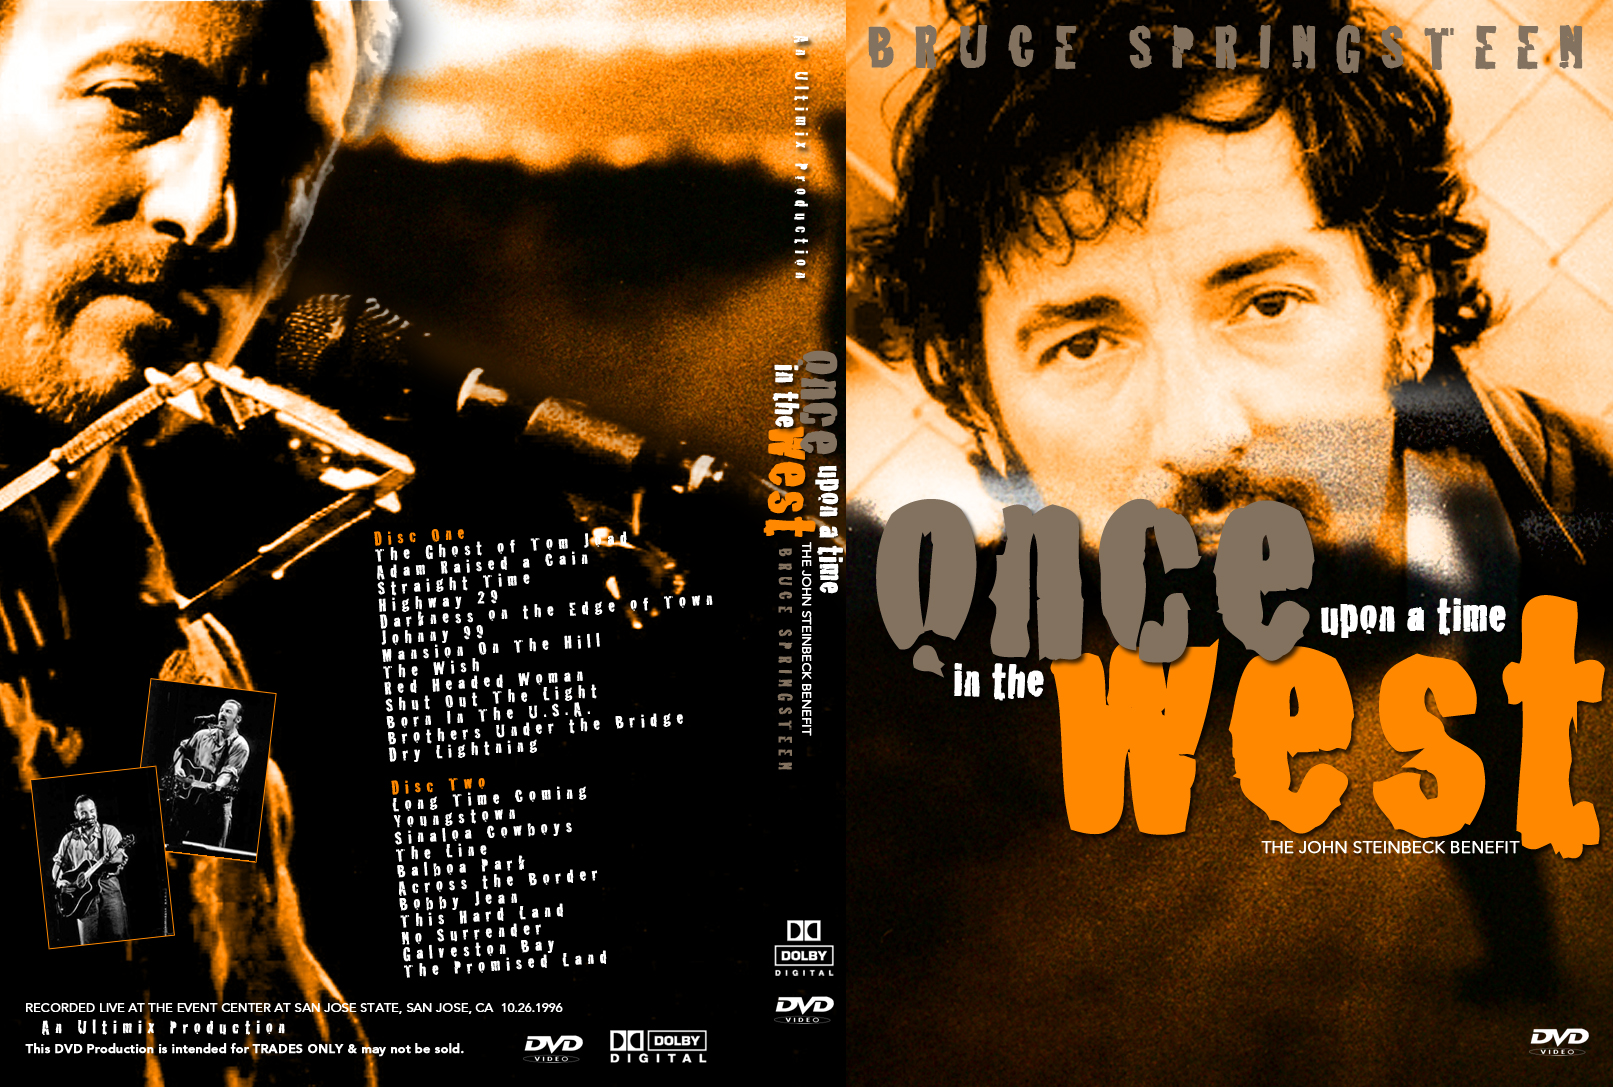 Disc One
The Ghost of Tom Joad
Adam Raised a Cain
Straight Time
Highway 29
Darkness on the Edge of Town
Johnny 99
Mansion On The Hill
The Wish
Red Headed Woman
Shut Out The Light
Born In The U.S.A.
Brothers Under the Bridge
Dry Lightning
Disc Two
Long Time Coming
Youngstown
Sinaloa Cowboys
The Line
Balboa Park
Across the Border
Bobby Jean
This Hard Land
No Surrender
Galveston Bay
The Promised Land
RECORDED LIVE AT THE EVENT CENTER AT SAN JOSE STATE, SAN JOSE, CA 10.26.1996
An Ultimix Production
This DVD Production is intended for TRADES ONLY & may not be sold.
DVD
VIDEO
DOLBY
DIGITAL
An Ultimix Production
once
upon a time
in the
west
THE JOHN STEINBECK BENEFIT
BRUCE SPRINGSTEEN
DOLBY
DIGITAL
DVD
VIDEO
BRUCE SPRINGSTEEN
once
upon a time
in the
west
THE JOHN STEINBECK BENEFIT
DVD
VIDEO